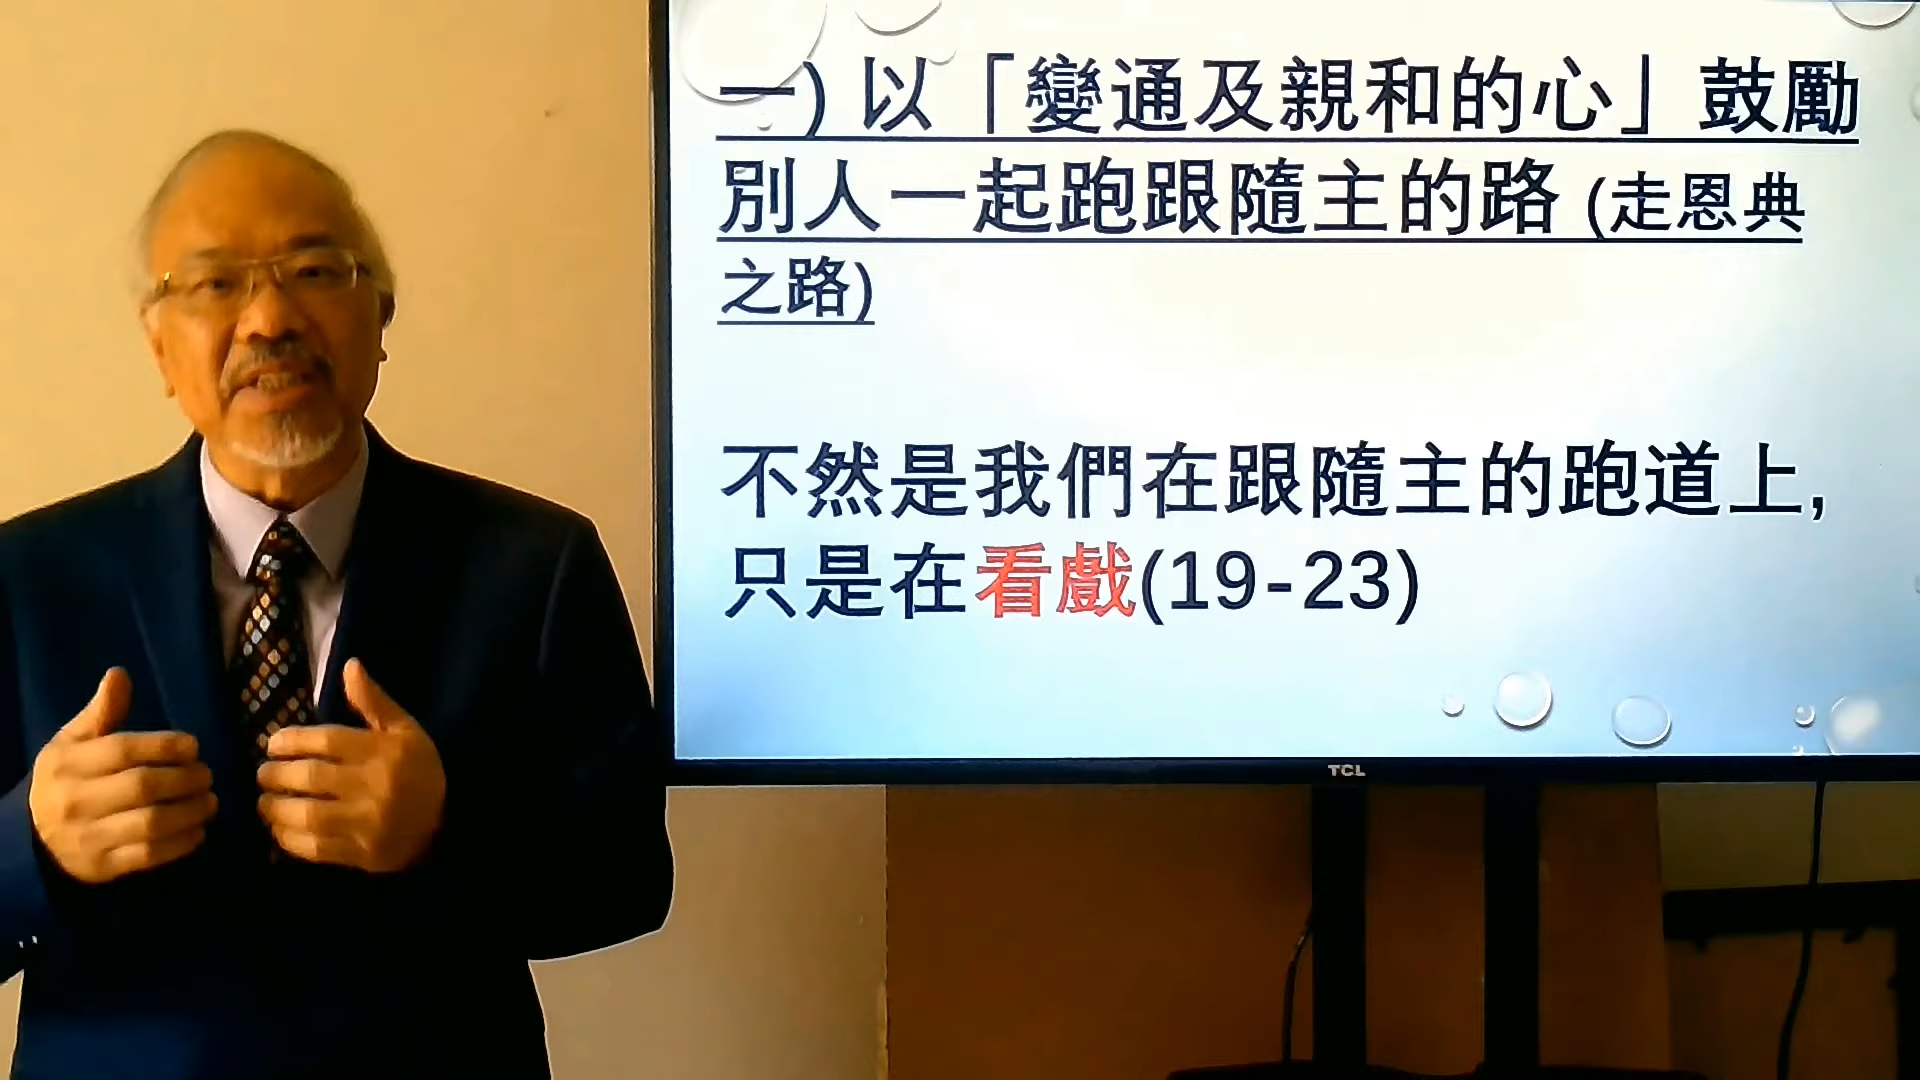 一) 以「變通及親和的心」鼓勵
別人一起跑跟隨主的路 (走恩典
之路)
不然是我們在跟隨主的跑道上,
只是在看戲(19-23)
TCL